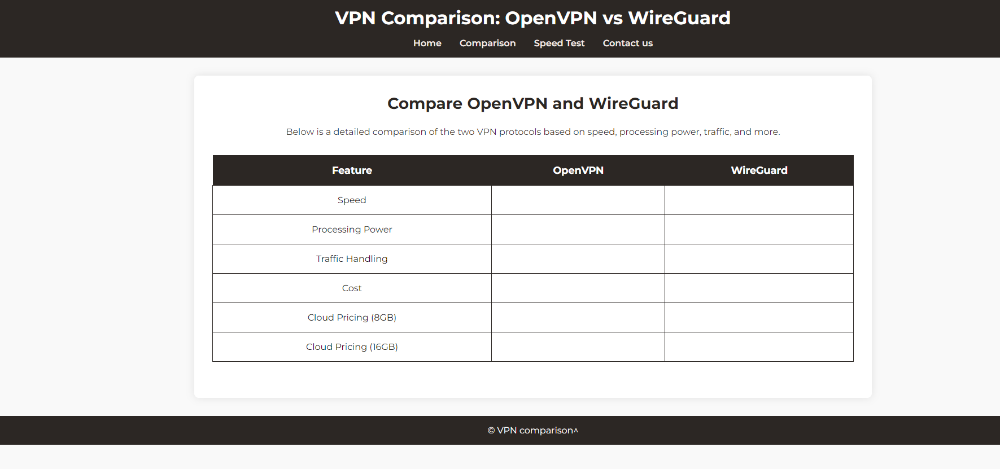 VPN Comparison: OpenVPN vs WireGuard
Home Comparison Speed Test Contact us
Compare OpenVPN and WireGuard
Below is a detailed comparison of the two VPN protocols based on speed, processing power, traffic, and more.
Feature OpenVPN WireGuard
Speed
Processing Power
Traffic Handling
Cost
Cloud Pricing (8GB)
Cloud Pricing (16GB)
© VPN comparison^